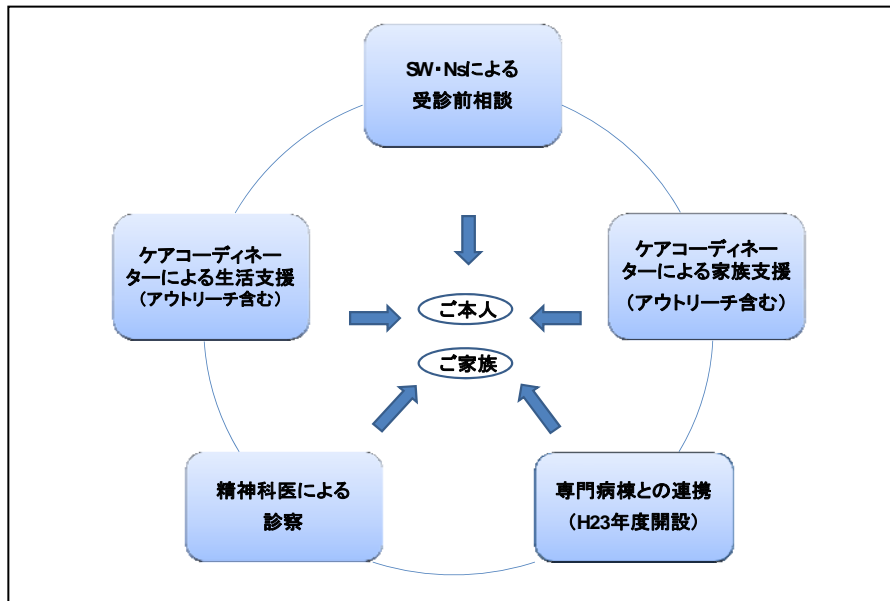 SW・Nsによる
受診前相談
ケアコーディネー
ターによる生活支援
（アウトリーチ含む）
ケアコーディネー
ターによる家族支援
（アウトリーチ含む）
ご本人
ご家族
精神科医による
診察
専門病棟との連携
（H23年度開設）